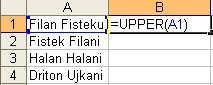 A B
1 Filan Fisteku =UPPER(A1)
2 Fistek Filani
3 Halan Halani
4 Driton Ujkani